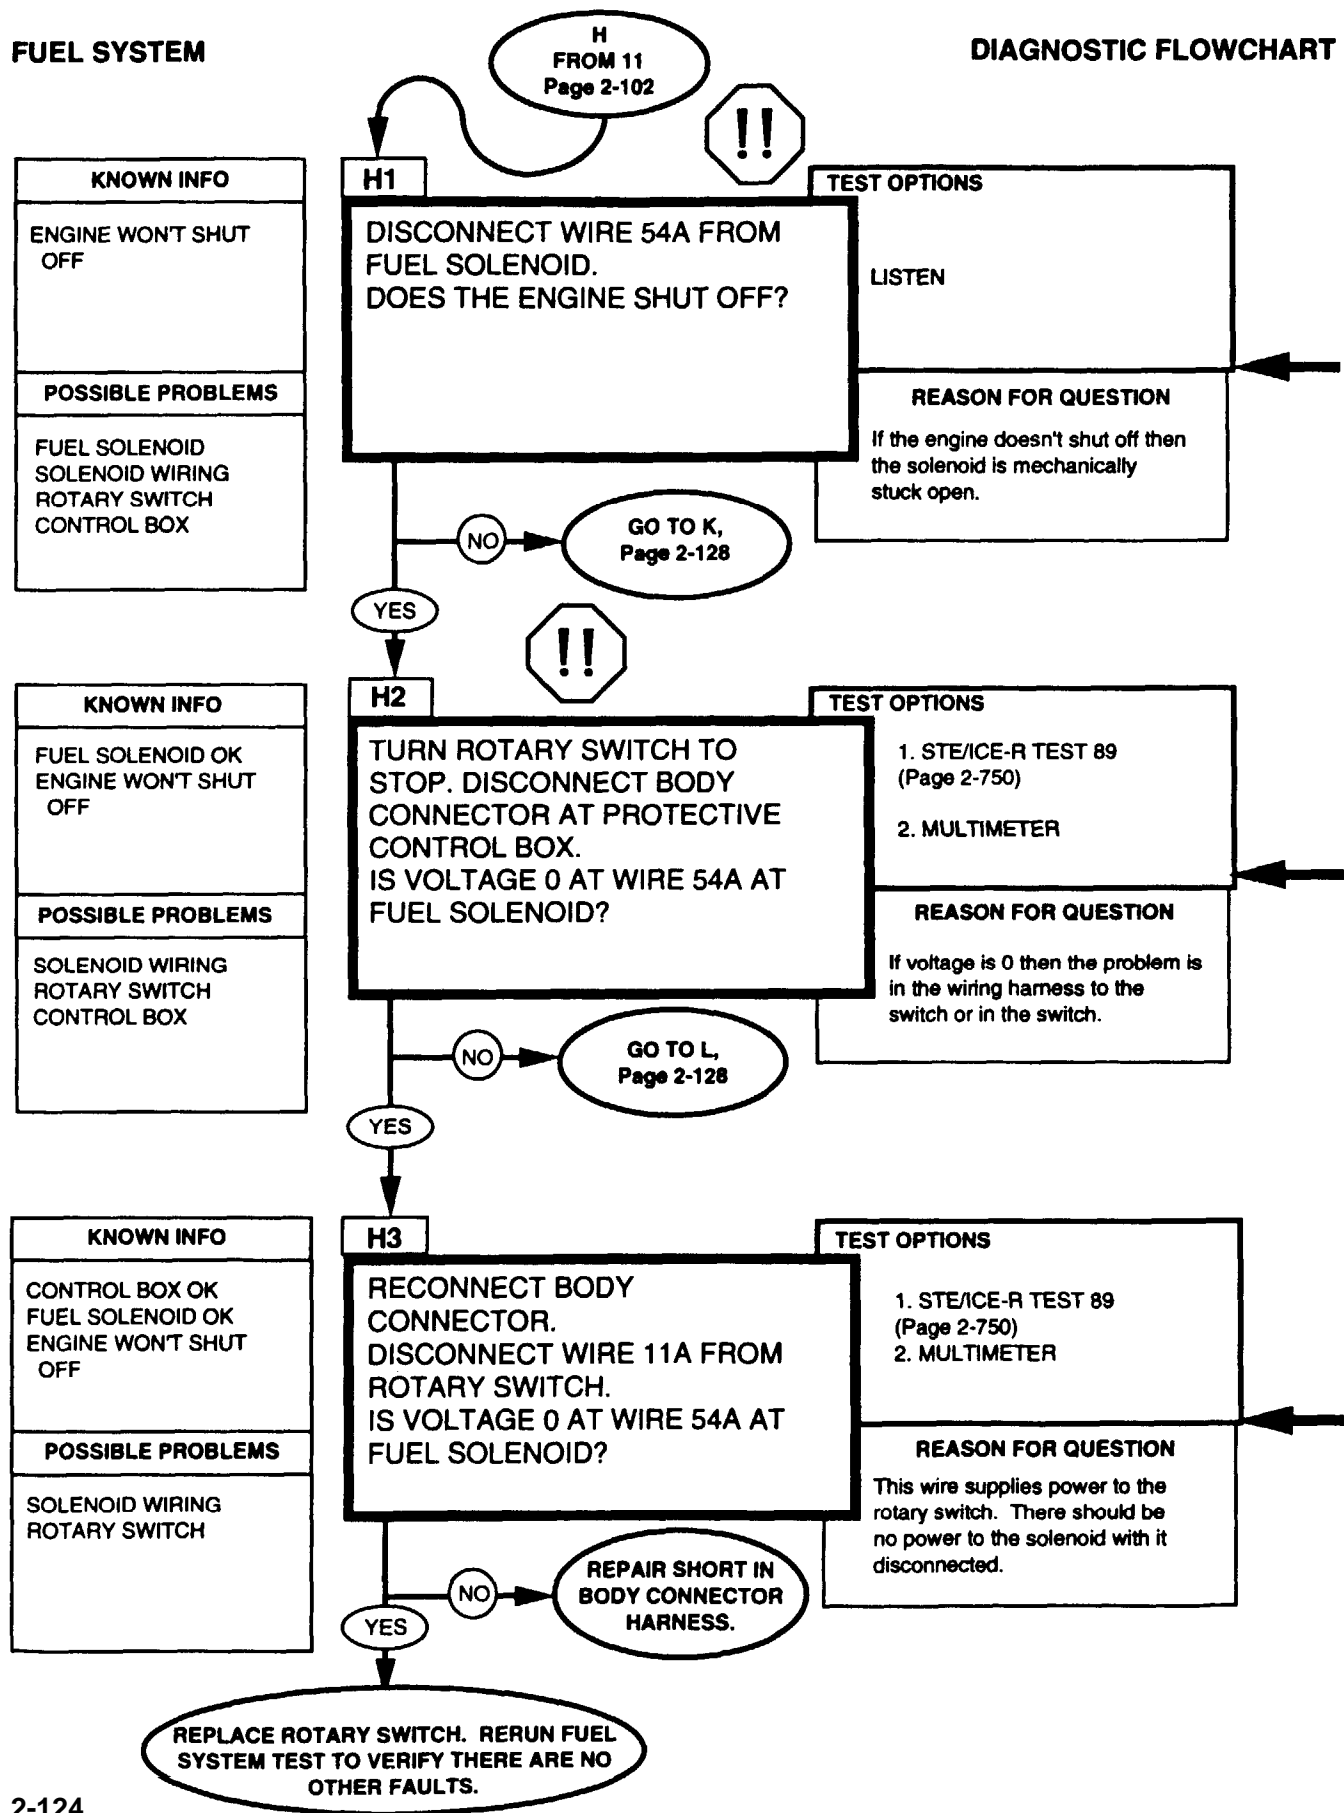 FUEL SYSTEM
DIAGNOSTIC FLOWCHART
H
FROM 11
Page 2-102
!!
KNOWN INFO
ENGINE WON'T SHUT
OFF
POSSIBLE PROBLEMS
FUEL SOLENOID
SOLENOID WIRING
ROTARY SWITCH
CONTROL BOX
H1
DISCONNECT WIRE 54A FROM
FUEL SOLENOID.
DOES THE ENGINE SHUT OFF?
TEST OPTIONS
LISTEN
REASON FOR QUESTION
If the engine doesn't shut off then
the solenoid is mechanically
stuck open.
NO
GO TO K,
Page 2-128
YES
!!
KNOWN INFO
FUEL SOLENOID OK
ENGINE WON'T SHUT
OFF
POSSIBLE PROBLEMS
SOLENOID WIRING
ROTARY SWITCH
CONTROL BOX
H2
TURN ROTARY SWITCH TO
STOP. DISCONNECT BODY
CONNECTOR AT PROTECTIVE
CONTROL BOX.
IS VOLTAGE 0 AT WIRE 54A AT
FUEL SOLENOID?
TEST OPTIONS
1. STE/ICE-R TEST 89
(Page 2-750)
2. MULTIMETER
REASON FOR QUESTION
If voltage is 0 then the problem is
in the wiring harness to the
switch or in the switch.
NO
GO TO L,
Page 2-128
YES
KNOWN INFO
CONTROL BOX OK
FUEL SOLENOID OK
ENGINE WON'T SHUT
OFF
POSSIBLE PROBLEMS
SOLENOID WIRING
ROTARY SWITCH
H3
RECONNECT BODY
CONNECTOR.
DISCONNECT WIRE 11A FROM
ROTARY SWITCH.
IS VOLTAGE 0 AT WIRE 54A AT
FUEL SOLENOID?
TEST OPTIONS
1. STE/ICE-R TEST 89
(Page 2-750)
2. MULTIMETER
REASON FOR QUESTION
This wire supplies power to the
rotary switch. There should be
no power to the solenoid with it
disconnected.
NO
REPAIR SHORT IN
BODY CONNECTOR
HARNESS.
YES
REPLACE ROTARY SWITCH. RERUN FUEL
SYSTEM TEST TO VERIFY THERE ARE NO
OTHER FAULTS.
2-124